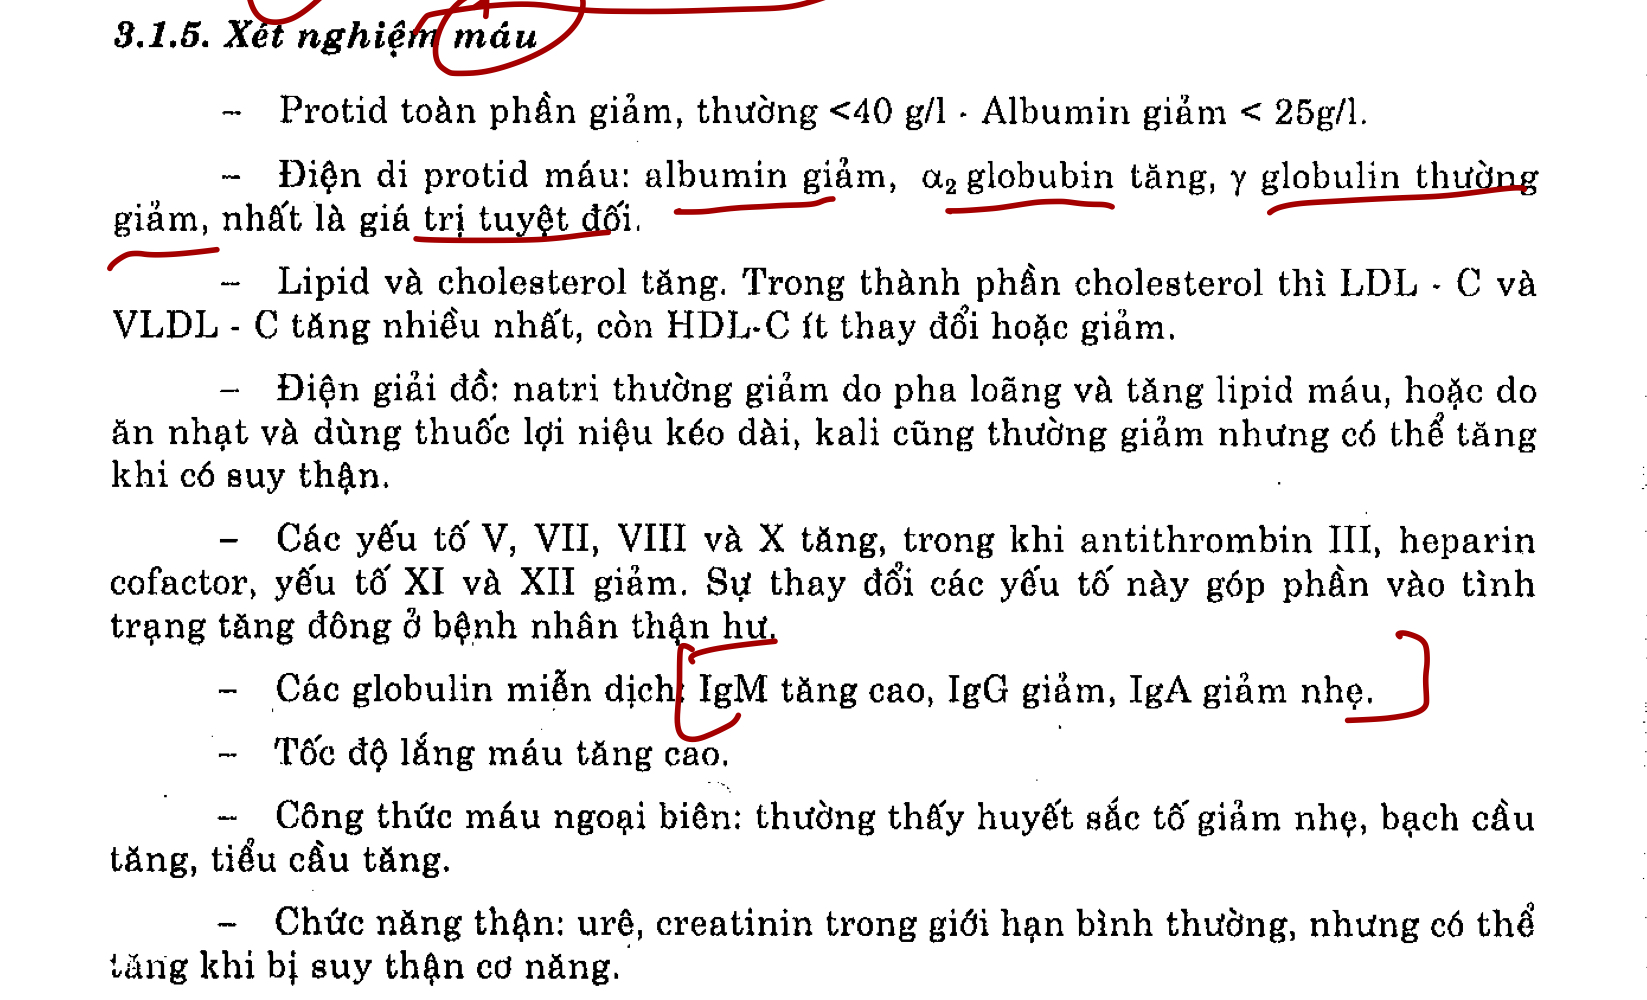 3.1.5. Xét nghiệm máu
– Protid toàn phần giảm, thường <40 g/l - Albumin giảm < 25g/l.
– Điện di protid máu: albumin giảm, α₂ globubin tăng, γ globulin thường
giảm, nhất là giá trị tuyệt đối.
– Lipid và cholesterol tăng. Trong thành phần cholesterol thì LDL - C và
VLDL - C tăng nhiều nhất, còn HDL-C ít thay đổi hoặc giảm.
– Điện giải đồ: natri thường giảm do pha loãng và tăng lipid máu, hoặc do
ăn nhạt và dùng thuốc lợi niệu kéo dài, kali cũng thường giảm nhưng có thể tăng
khi có suy thận.
– Các yếu tố V, VII, VIII và X tăng, trong khi antithrombin III, heparin
cofactor, yếu tố XI và XII giảm. Sự thay đổi các yếu tố này góp phần vào tình
trạng tăng đông ở bệnh nhân thận hư.
– Các globulin miễn dịch: IgM tăng cao, IgG giảm, IgA giảm nhẹ.
– Tốc độ lắng máu tăng cao.
– Công thức máu ngoại biên: thường thấy huyết sắc tố giảm nhẹ, bạch cầu
tăng, tiểu cầu tăng.
– Chức năng thận: urê, creatinin trong giới hạn bình thường, nhưng có thể
tăng khi bị suy thận cơ năng.